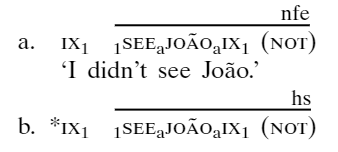 nfe
a. IX₁ ₁SEEₐJOÃOₐIX₁ (NOT)
‘I didn’t see João.’
hs
b. *IX₁ ₁SEEₐJOÃOₐIX₁ (NOT)